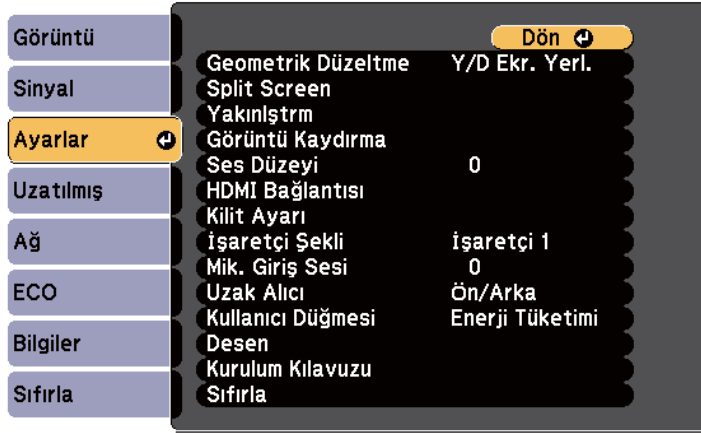 Görüntü
Sinyal
Ayarlar
Uzatılmış
Ağ
ECO
Bilgiler
Sıfırla
Dön
Geometrik Düzeltme Y/D Ekr. Yerl.
Split Screen
Yakınlştrm
Görüntü Kaydırma
Ses Düzeyi 0
HDMI Bağlantısı
Kilit Ayarı
İşaretçi Şekli İşaretçi 1
Mik. Giriş Sesi 0
Uzak Alıcı Ön/Arka
Kullanıcı Düğmesi Enerji Tüketimi
Desen
Kurulum Kılavuzu
Sıfırla